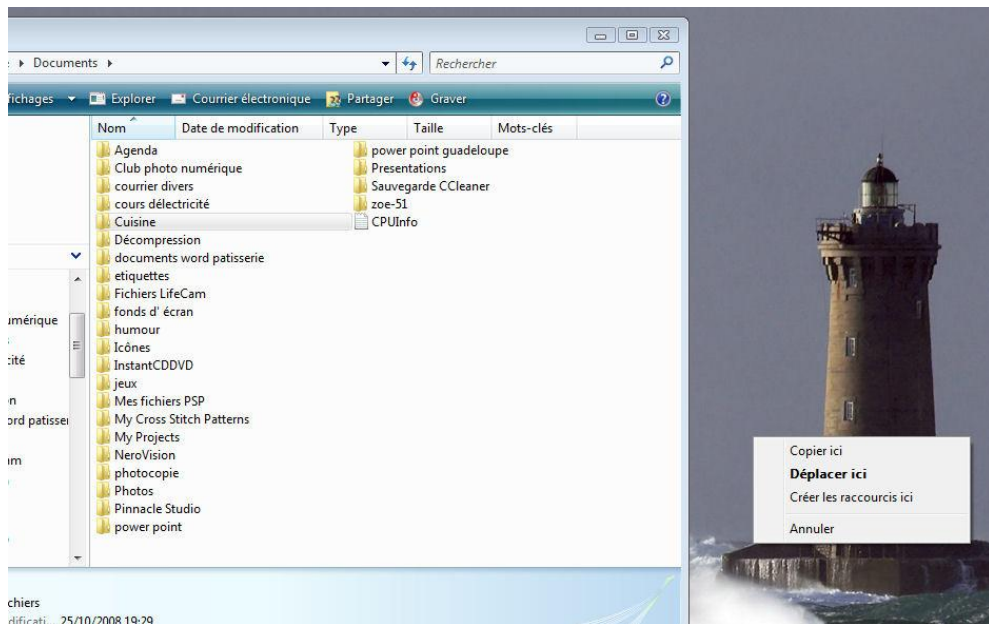 Documents
Rechercher
fichages Explorer Courrier électronique Partager Graver
Nom Date de modification Type Taille Mots-clés
Agenda power point guadeloupe
Club photo numérique Presentations
courrier divers Sauvegarde CCleaner
cours délectricité zoe-51
Cuisine CPUInfo
Décompression
documents word patisserie
etiquettes
Fichiers LifeCam
fonds d' écran
umérique
humour
Icônes
cité
InstantCDDVD
jeux
n
Mes fichiers PSP
ord patisse
My Cross Stitch Patterns
My Projects
am
NeroVision
photocopie
Photos
Pinnacle Studio
power point
Copier ici
Déplacer ici
Créer les raccourcis ici
Annuler
chiers
dificati... 25/10/2008 19:29